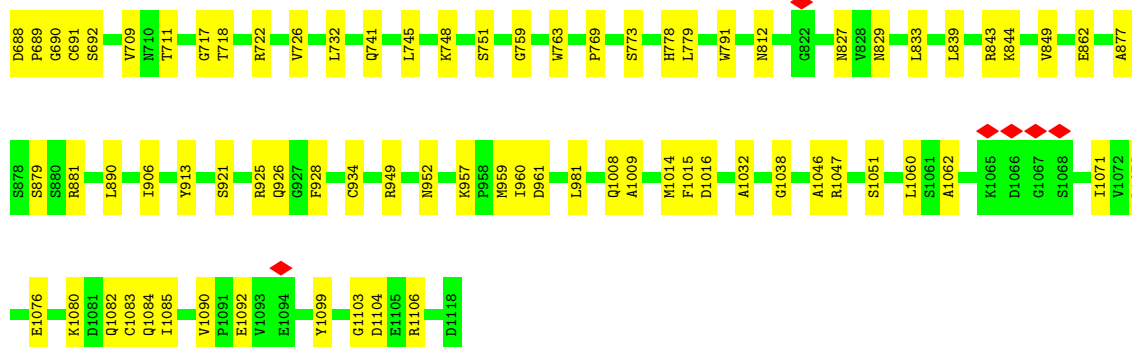 D688 P689 G690 C691 S692 V709 N710 T711 G717 T718 R722 V726 L732 Q741 L745 K748 S751 G759 W763 P769 S773 H778 L779 W791 N812 G822 N827 V828 N829 L833 L839 R843 K844 V849 E862 A877
S878 S879 S880 R881 L890 I906 Y913 S921 R925 Q926 G927 F928 C934 R949 N952 K957 P958 M959 I960 D961 L981 Q1008 A1009 M1014 F1015 D1016 A1032 G1038 A1046 R1047 S1051 L1060 S1061 A1062 K1065 D1066 G1067 S1068 I1071 V1072
E1076 K1080 D1081 Q1082 C1083 Q1084 I1085 V1090 P1091 E1092 V1093 E1094 Y1099 G1103 D1104 E1105 R1106 D1118